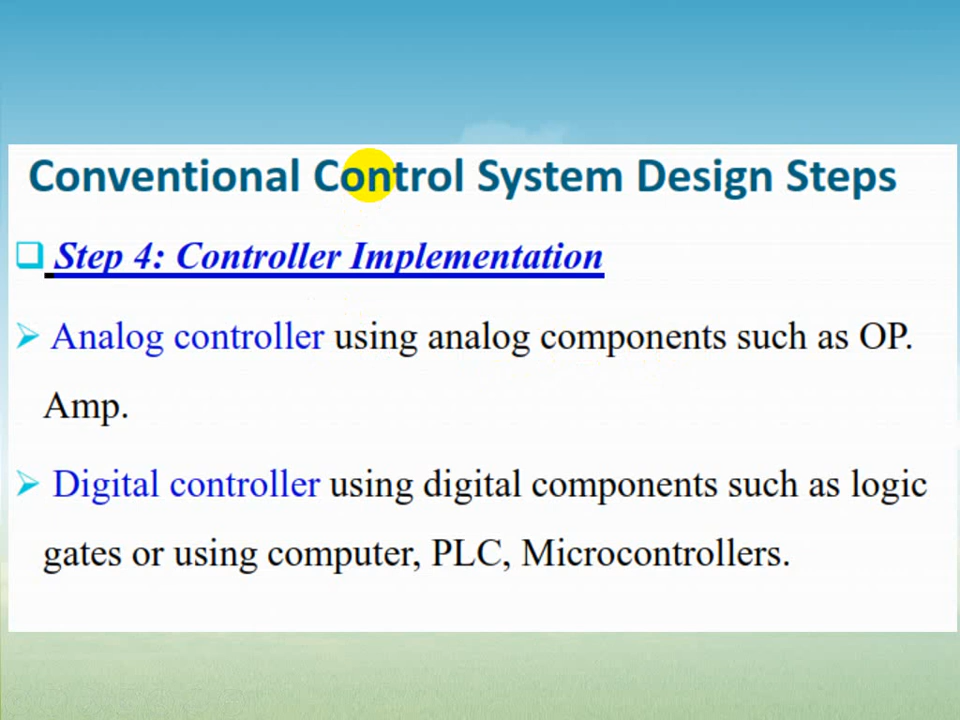 Conventional Control System Design Steps
Step 4: Controller Implementation
Analog controller using analog components such as OP.
Amp.
Digital controller using digital components such as logic
gates or using computer, PLC, Microcontrollers.